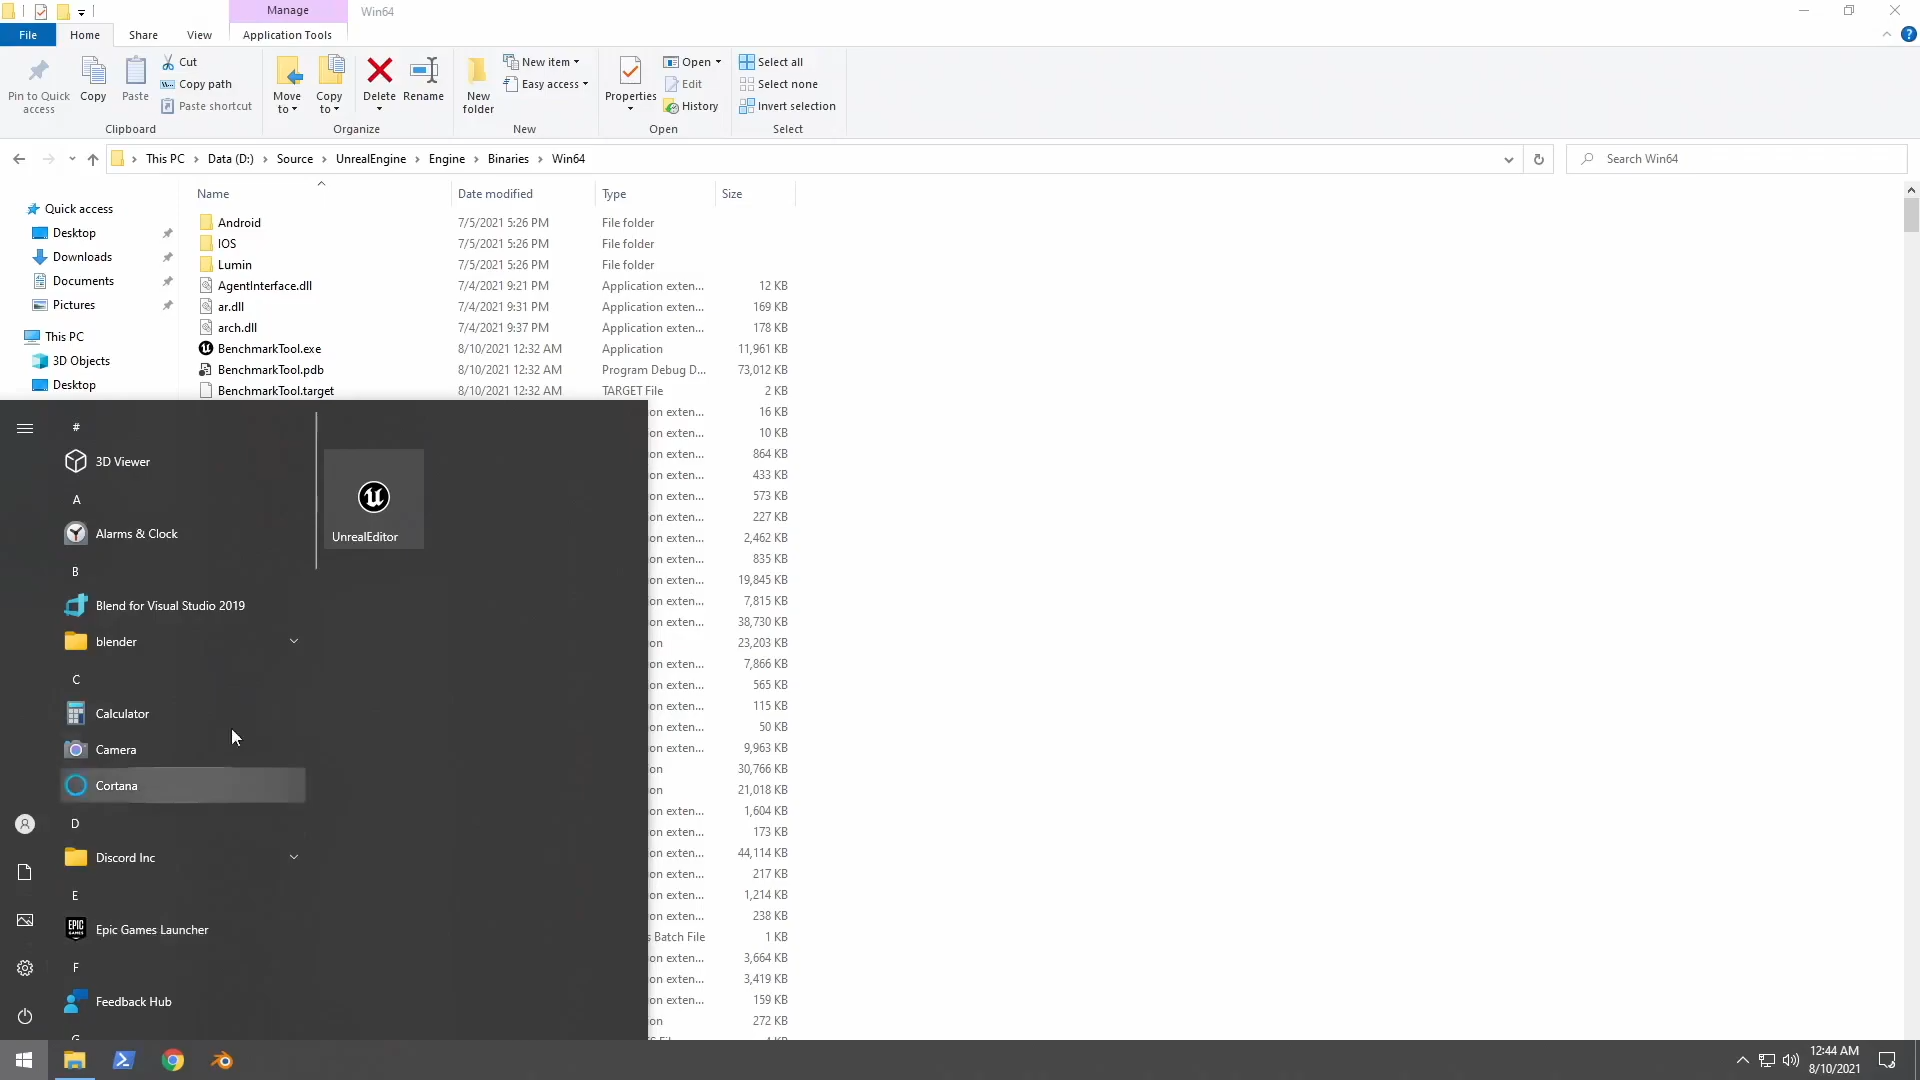 Manage
Win64
File
Home
Share
View
Application Tools
Pin to Quick access
Copy
Paste
Cut
Copy path
Paste shortcut
Clipboard
Move to
Copy to
Delete
Rename
Organize
New folder
New item
Easy access
New
Properties
Open
Edit
History
Open
Select all
Select none
Invert selection
Select
This PC > Data (D:) > Source > UnrealEngine > Engine > Binaries > Win64
Search Win64
Quick access
Desktop
Downloads
Documents
Pictures
This PC
3D Objects
Desktop
Name Date modified Type Size
Android 7/5/2021 5:26 PM File folder
IOS 7/5/2021 5:26 PM File folder
Lumin 7/5/2021 5:26 PM File folder
AgentInterface.dll 7/4/2021 9:21 PM Application exten... 12 KB
ar.dll 7/4/2021 9:31 PM Application exten... 169 KB
arch.dll 7/4/2021 9:37 PM Application exten... 178 KB
BenchmarkTool.exe 8/10/2021 12:32 AM Application 11,961 KB
BenchmarkTool.pdb 8/10/2021 12:32 AM Program Debug D... 73,012 KB
BenchmarkTool.target 8/10/2021 12:32 AM TARGET File 2 KB
on exten... 16 KB
on exten... 10 KB
on exten... 864 KB
on exten... 433 KB
on exten... 573 KB
on exten... 227 KB
on exten... 2,462 KB
on exten... 835 KB
on exten... 19,845 KB
on exten... 7,815 KB
on exten... 38,730 KB
on 23,203 KB
on exten... 7,866 KB
on exten... 565 KB
on exten... 115 KB
on exten... 50 KB
on exten... 9,963 KB
on 30,766 KB
on 21,018 KB
on exten... 1,604 KB
on exten... 173 KB
on exten... 44,114 KB
on exten... 217 KB
on exten... 1,214 KB
on exten... 238 KB
s Batch File 1 KB
on exten... 3,664 KB
on exten... 3,419 KB
on exten... 159 KB
on 272 KB
#
3D Viewer
A
Alarms & Clock
B
Blend for Visual Studio 2019
blender
C
Calculator
Camera
Cortana
D
Discord Inc
E
Epic Games Launcher
F
Feedback Hub
G
UnrealEditor
12:44 AM
8/10/2021